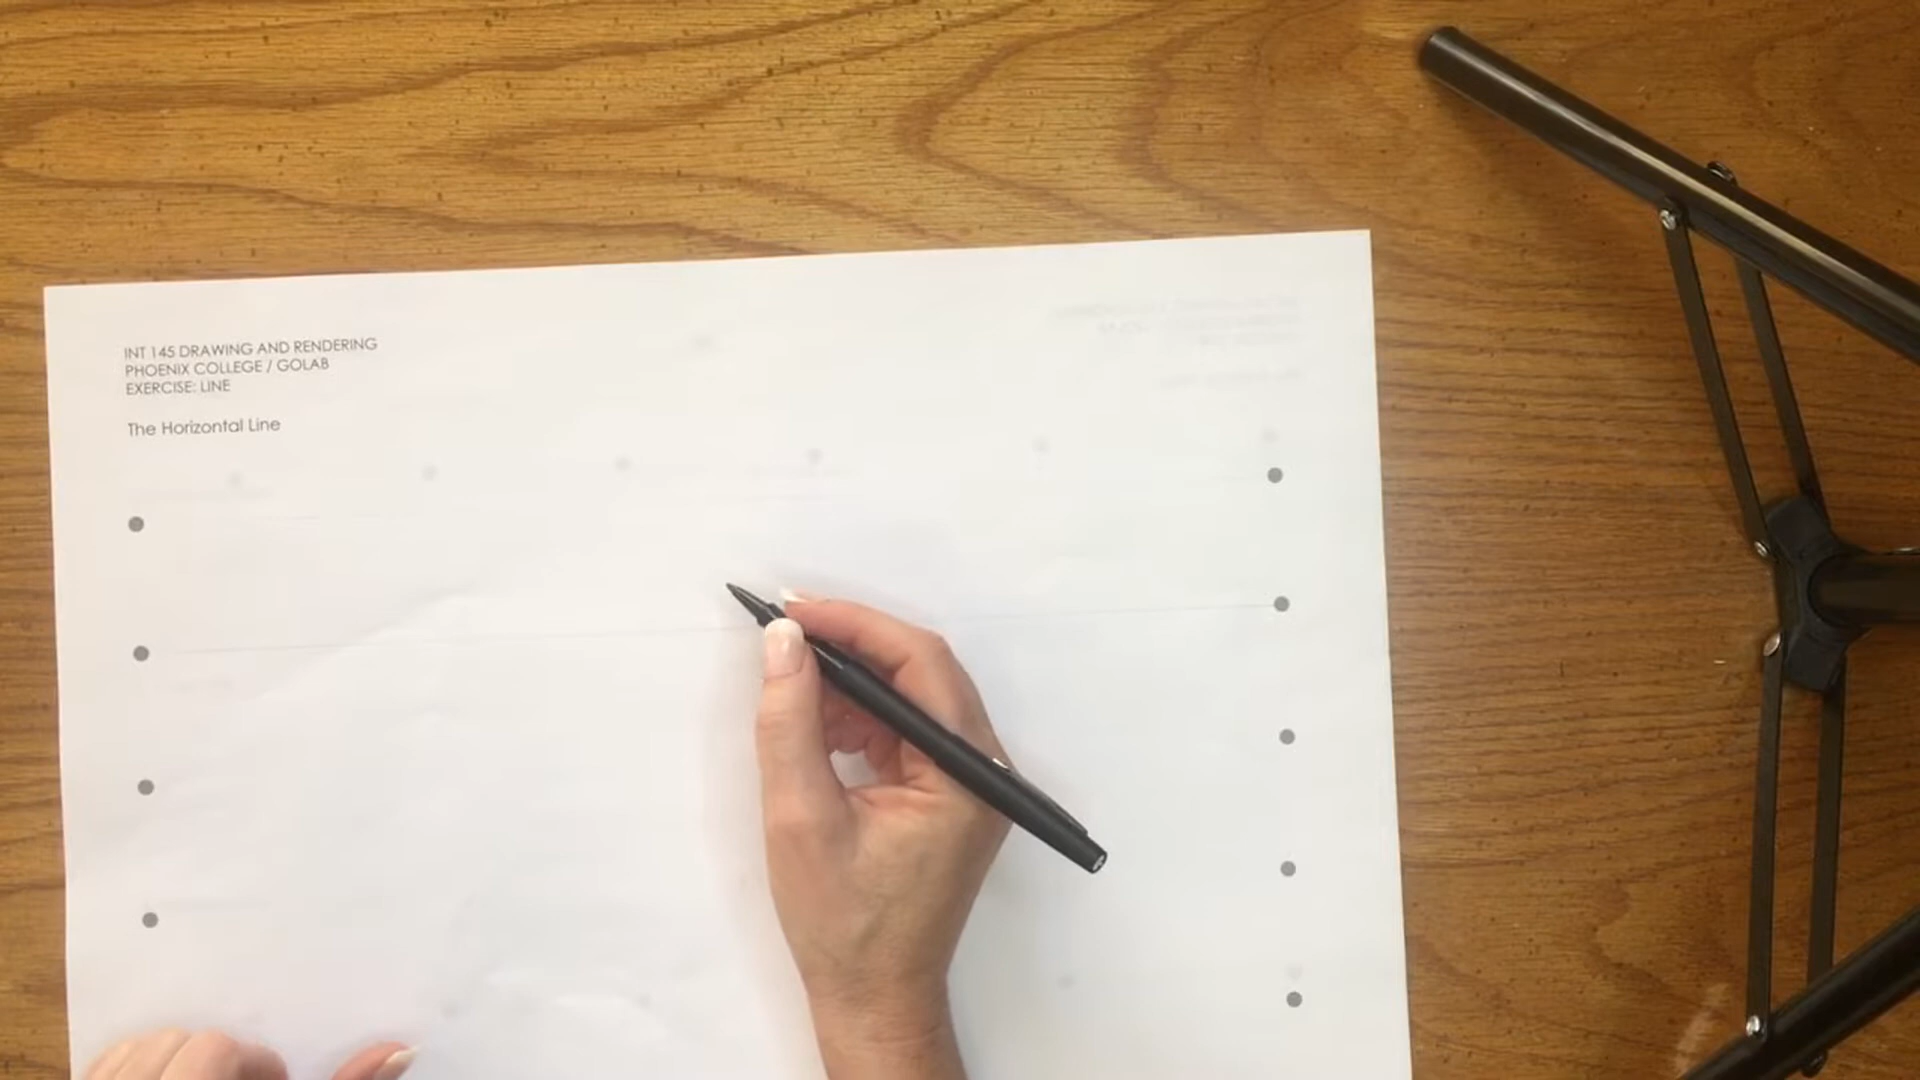 INT 145 DRAWING AND RENDERING
PHOENIX COLLEGE / GOLAB
EXERCISE: LINE
The Horizontal Line